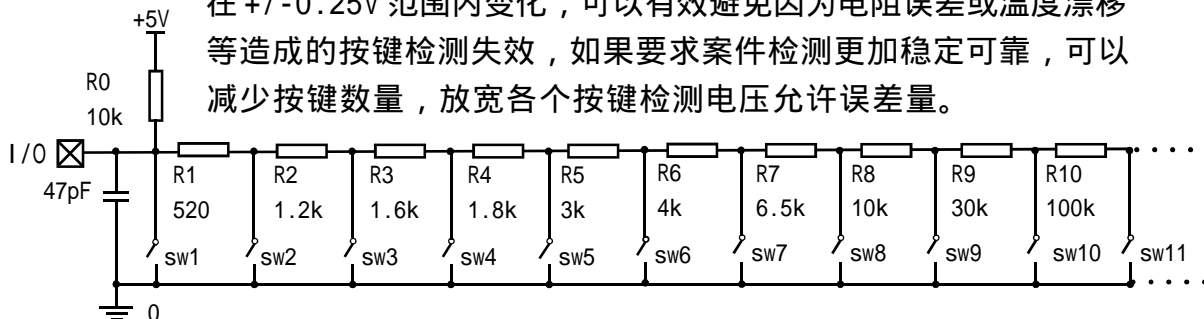 在+/-0.25V范围内变化，可以有效避免因为电阻误差或温度漂移
等造成的按键检测失效，如果要求案件检测更加稳定可靠，可以
减少按键数量，放宽各个按键检测电压允许误差量。
+5V
R0
10k
I/O
47pF
R1 R2 R3 R4 R5 R6 R7 R8 R9 R10
520 1.2k 1.6k 1.8k 3k 4k 6.5k 10k 30k 100k
sw1 sw2 sw3 sw4 sw5 sw6 sw7 sw8 sw9 sw10 sw11
0